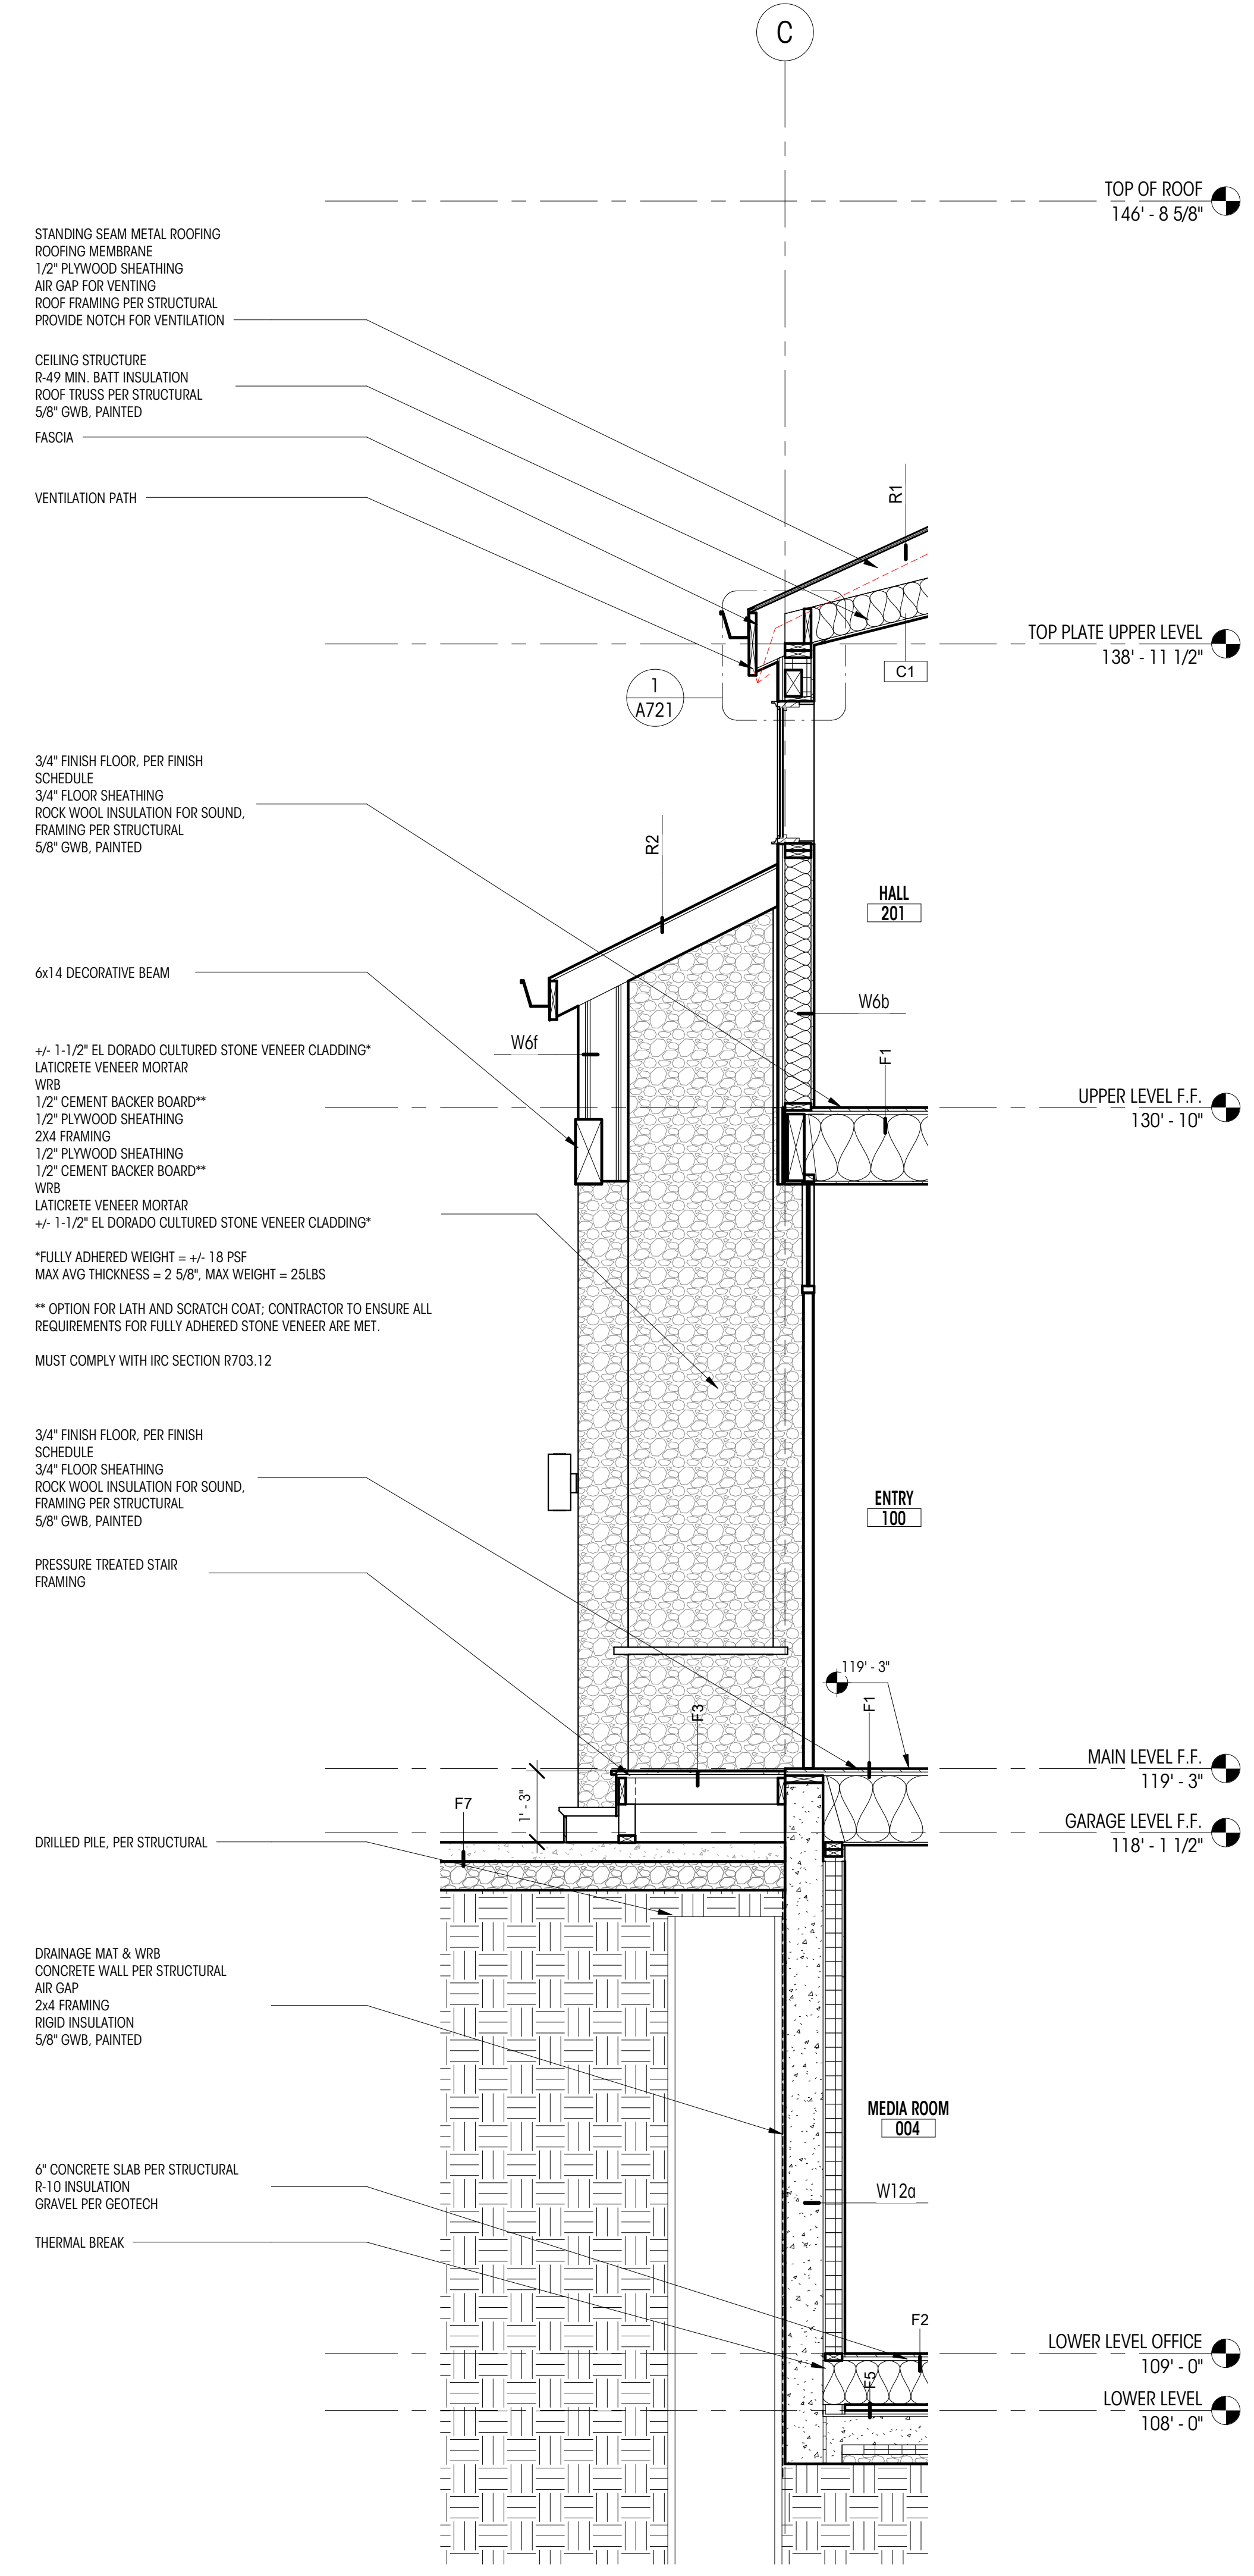 C
TOP OF ROOF
146' - 8 5/8"
STANDING SEAM METAL ROOFING
ROOFING MEMBRANE
1/2" PLYWOOD SHEATHING
AIR GAP FOR VENTING
ROOF FRAMING PER STRUCTURAL
PROVIDE NOTCH FOR VENTILATION
CEILING STRUCTURE
R-49 MIN. BATT INSULATION
ROOF TRUSS PER STRUCTURAL
5/8" GWB, PAINTED
FASCIA
VENTILATION PATH
R1
TOP PLATE UPPER LEVEL
138' - 11 1/2"
C1
1
A721
3/4" FINISH FLOOR, PER FINISH
SCHEDULE
3/4" FLOOR SHEATHING
ROCK WOOL INSULATION FOR SOUND,
FRAMING PER STRUCTURAL
5/8" GWB, PAINTED
R2
HALL
201
6x14 DECORATIVE BEAM
W6b
W6f
F1
+/- 1-1/2" EL DORADO CULTURED STONE VENEER CLADDING*
LATICRETE VENEER MORTAR
WRB
1/2" CEMENT BACKER BOARD**
1/2" PLYWOOD SHEATHING
2X4 FRAMING
1/2" PLYWOOD SHEATHING
1/2" CEMENT BACKER BOARD**
WRB
LATICRETE VENEER MORTAR
+/- 1-1/2" EL DORADO CULTURED STONE VENEER CLADDING*
UPPER LEVEL F.F.
130' - 10"
*FULLY ADHERED WEIGHT = +/- 18 PSF
MAX AVG THICKNESS = 2 5/8", MAX WEIGHT = 25LBS
** OPTION FOR LATH AND SCRATCH COAT; CONTRACTOR TO ENSURE ALL
REQUIREMENTS FOR FULLY ADHERED STONE VENEER ARE MET.
MUST COMPLY WITH IRC SECTION R703.12
3/4" FINISH FLOOR, PER FINISH
SCHEDULE
3/4" FLOOR SHEATHING
ROCK WOOL INSULATION FOR SOUND,
FRAMING PER STRUCTURAL
5/8" GWB, PAINTED
ENTRY
100
PRESSURE TREATED STAIR
FRAMING
119' - 3"
F3
F1
MAIN LEVEL F.F.
119' - 3"
1' - 3"
F7
GARAGE LEVEL F.F.
118' - 1 1/2"
DRILLED PILE, PER STRUCTURAL
DRAINAGE MAT & WRB
CONCRETE WALL PER STRUCTURAL
AIR GAP
2x4 FRAMING
RIGID INSULATION
5/8" GWB, PAINTED
MEDIA ROOM
004
6" CONCRETE SLAB PER STRUCTURAL
R-10 INSULATION
GRAVEL PER GEOTECH
W12a
THERMAL BREAK
F2
LOWER LEVEL OFFICE
109' - 0"
F5
LOWER LEVEL
108' - 0"